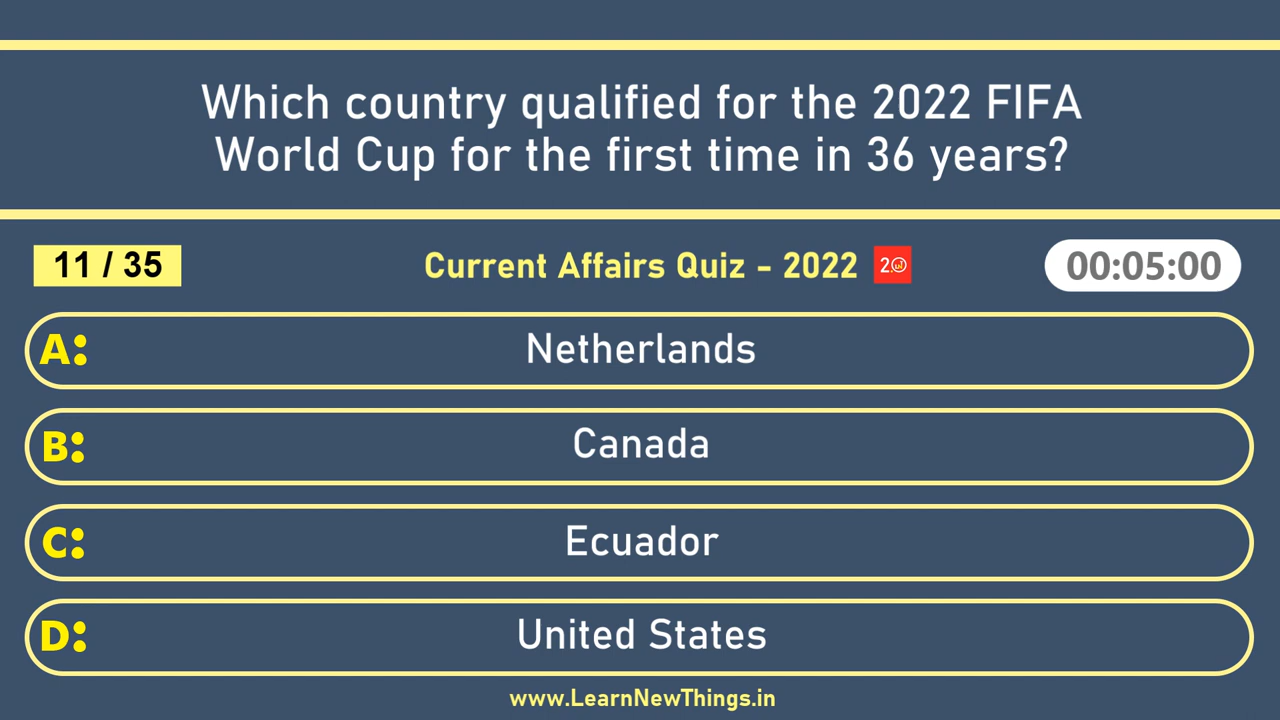 Which country qualified for the 2022 FIFA
World Cup for the first time in 36 years?
11 / 35
Current Affairs Quiz - 2022
00:05:00
A: Netherlands
B: Canada
C: Ecuador
D: United States
www.LearnNewThings.in